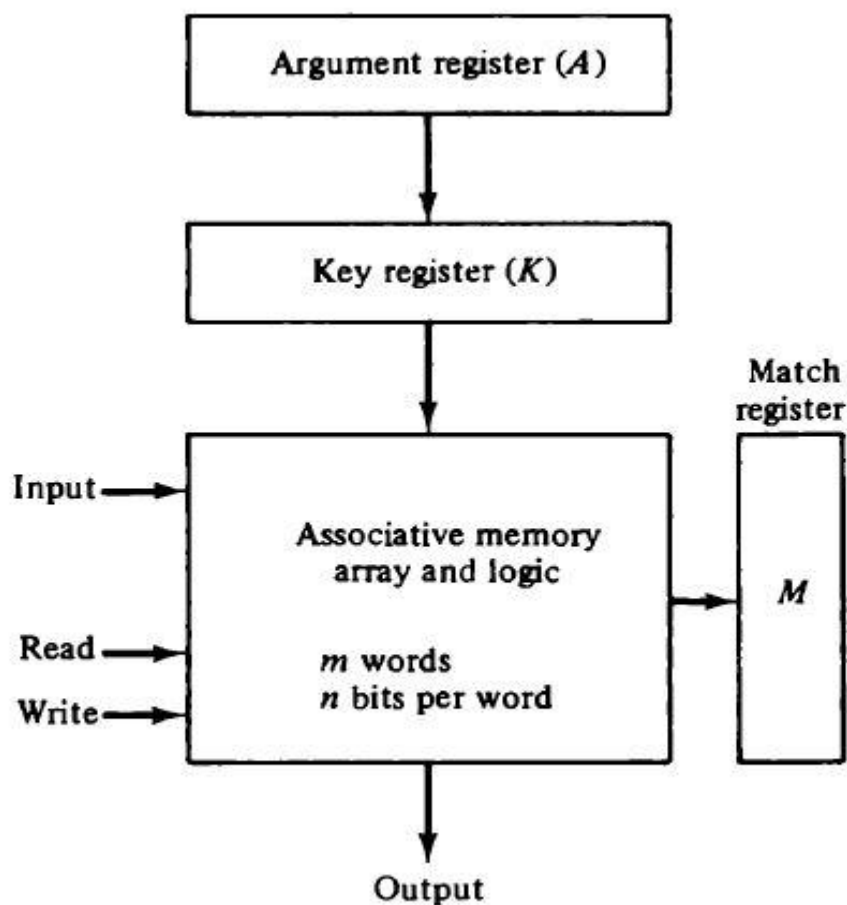 Argument register (A)
Key register (K)
Match
register
Input
Associative memory
array and logic
M
Read
m words
Write
n bits per word
Output